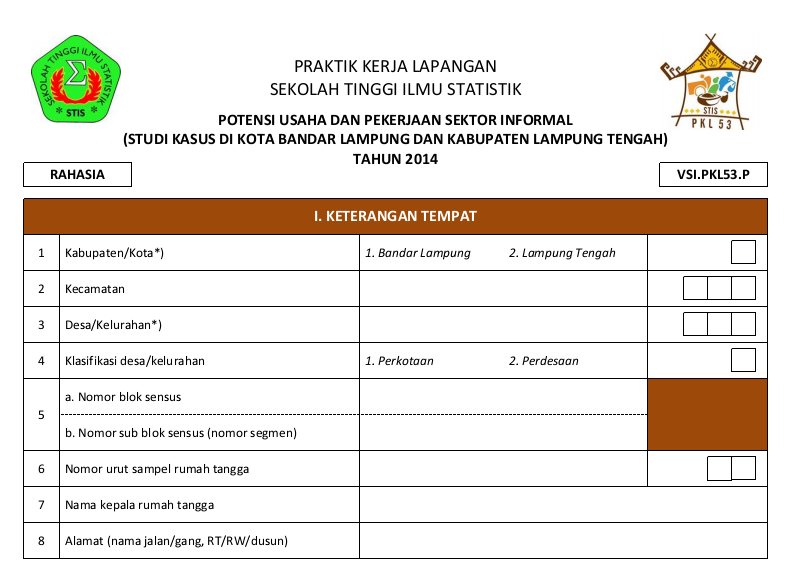 SEKOLAH TINGGI ILMU STATISTIK
STIS
STIS
PKL 53
PRAKTIK KERJA LAPANGAN
SEKOLAH TINGGI ILMU STATISTIK
POTENSI USAHA DAN PEKERJAAN SEKTOR INFORMAL
(STUDI KASUS DI KOTA BANDAR LAMPUNG DAN KABUPATEN LAMPUNG TENGAH)
TAHUN 2014
RAHASIA
VSI.PKL53.P
I. KETERANGAN TEMPAT
1 Kabupaten/Kota*) 1. Bandar Lampung 2. Lampung Tengah
2 Kecamatan
3 Desa/Kelurahan*)
4 Klasifikasi desa/kelurahan 1. Perkotaan 2. Perdesaan
5 a. Nomor blok sensus
b. Nomor sub blok sensus (nomor segmen)
6 Nomor urut sampel rumah tangga
7 Nama kepala rumah tangga
8 Alamat (nama jalan/gang, RT/RW/dusun)